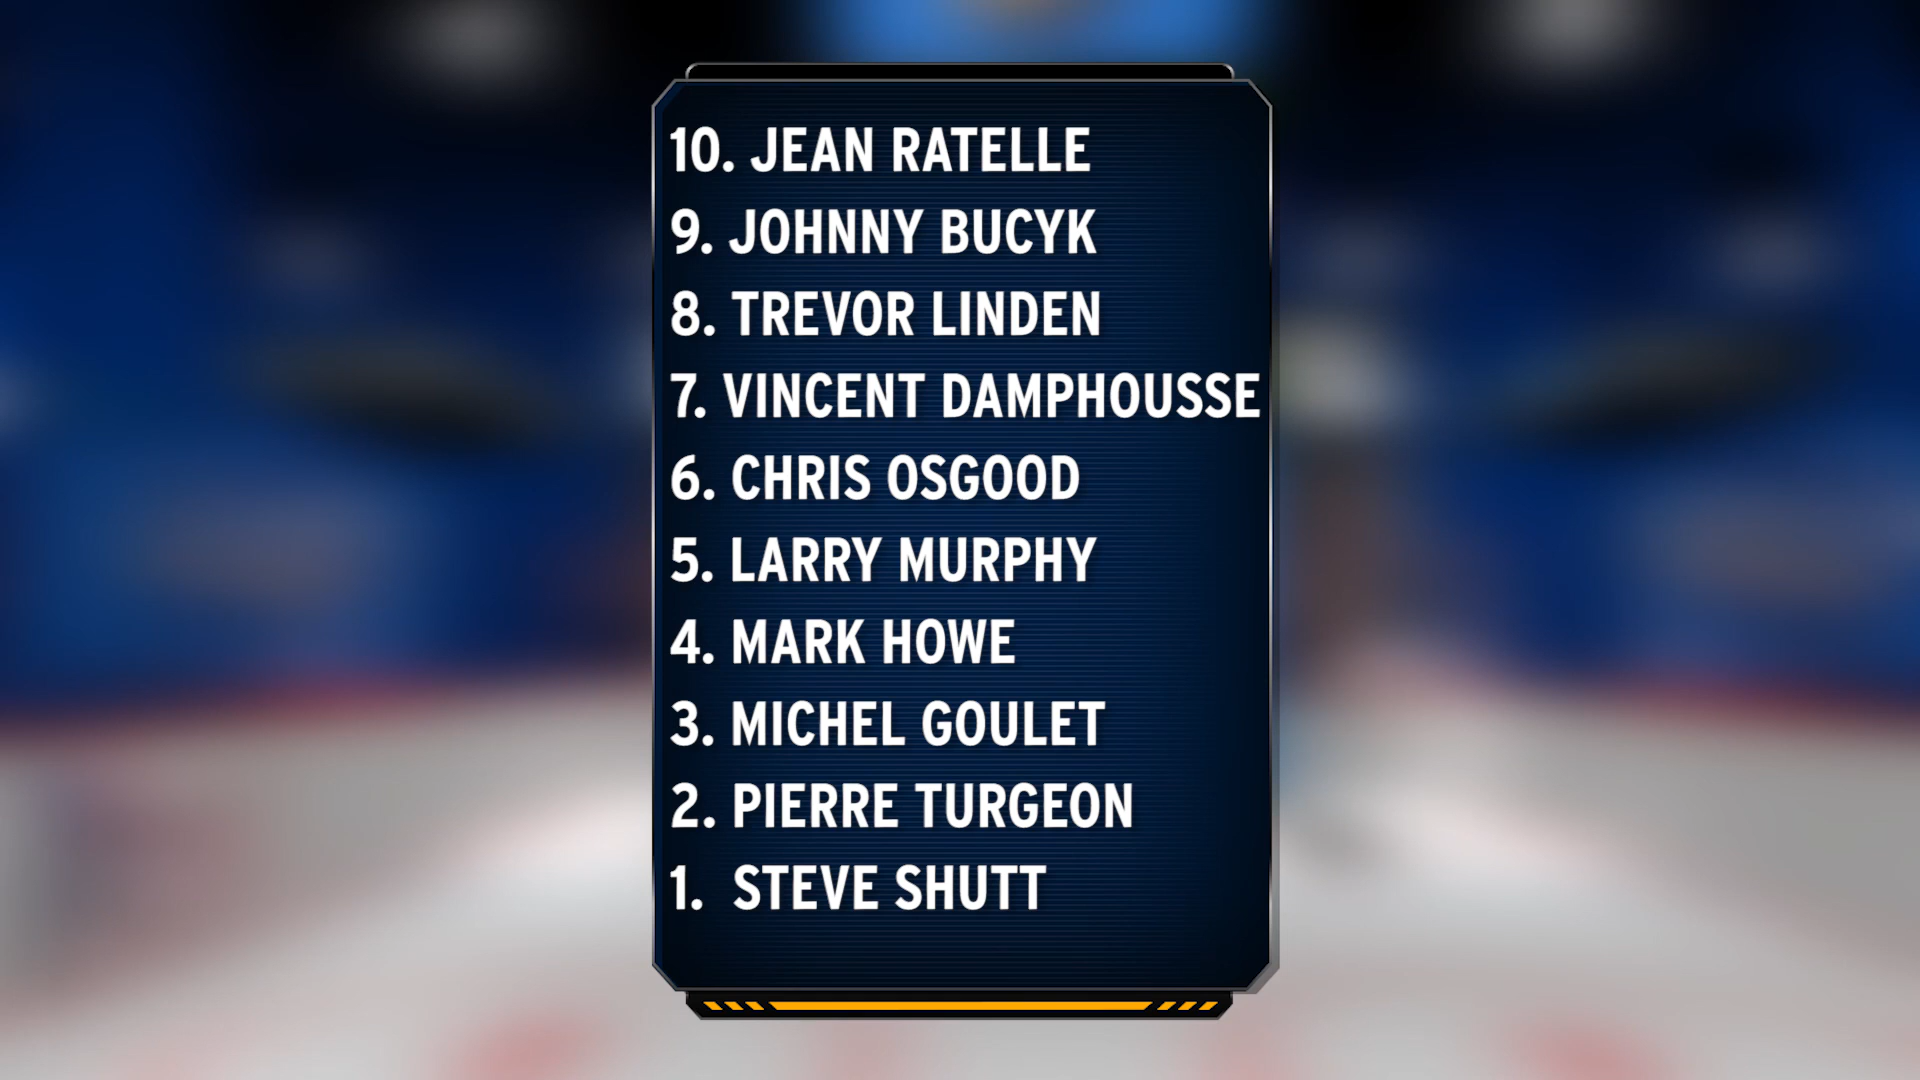 10. JEAN RATELLE
9. JOHNNY BUCYK
8. TREVOR LINDEN
7. VINCENT DAMPHOUSSE
6. CHRIS OSGOOD
5. LARRY MURPHY
4. MARK HOWE
3. MICHEL GOULET
2. PIERRE TURGEON
1. STEVE SHUTT